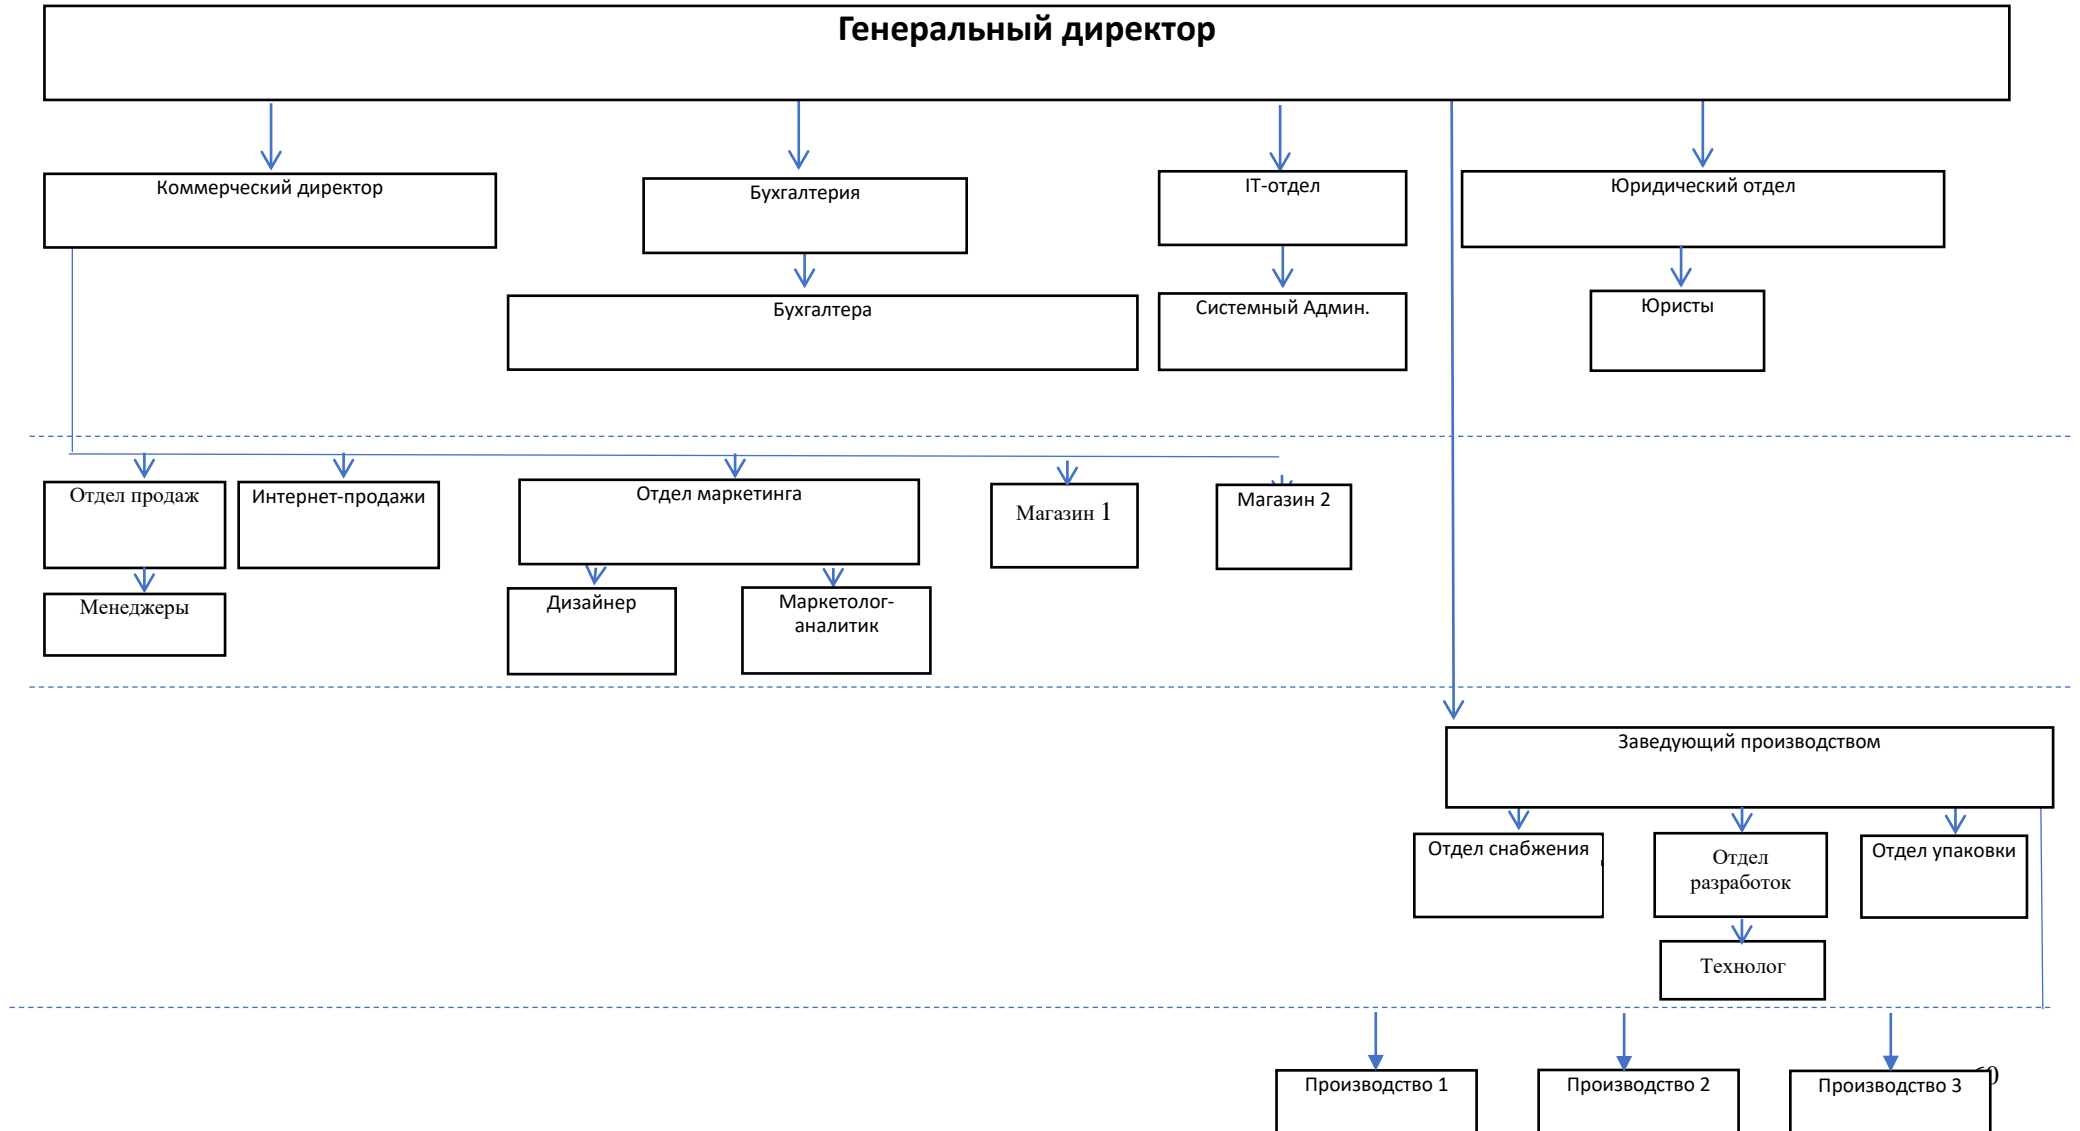 Генеральный директор
Коммерческий директор
Бухгалтерия
IT-отдел
Юридический отдел
Бухгалтера
Системный Админ.
Юристы
Отдел продаж
Интернет-продажи
Отдел маркетинга
Магазин 1
Магазин 2
Менеджеры
Дизайнер
Маркетолог-
аналитик
Заведующий производством
Отдел снабжения
Отдел
разработок
Отдел упаковки
Технолог
Производство 1
Производство 2
Производство 3